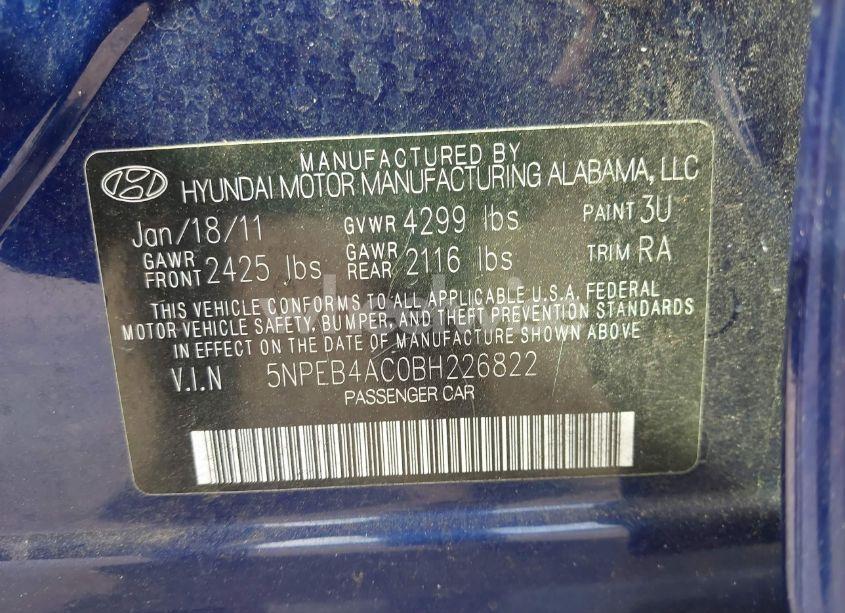 MANUFACTURED BY
HYUNDAI MOTOR MANUFACTURING ALABAMA, LLC
Jan/18/11 GVWR 4299 lbs PAINT 3U
GAWR FRONT 2425 lbs GAWR REAR 2116 lbs TRIM RA
THIS VEHICLE CONFORMS TO ALL APPLICABLE U.S.A. FEDERAL
MOTOR VEHICLE SAFETY, BUMPER, AND THEFT PREVENTION STANDARDS
IN EFFECT ON THE DATE OF MANUFACTURE SHOWN ABOVE
V.I.N 5NPEB4AC0BH226822
PASSENGER CAR